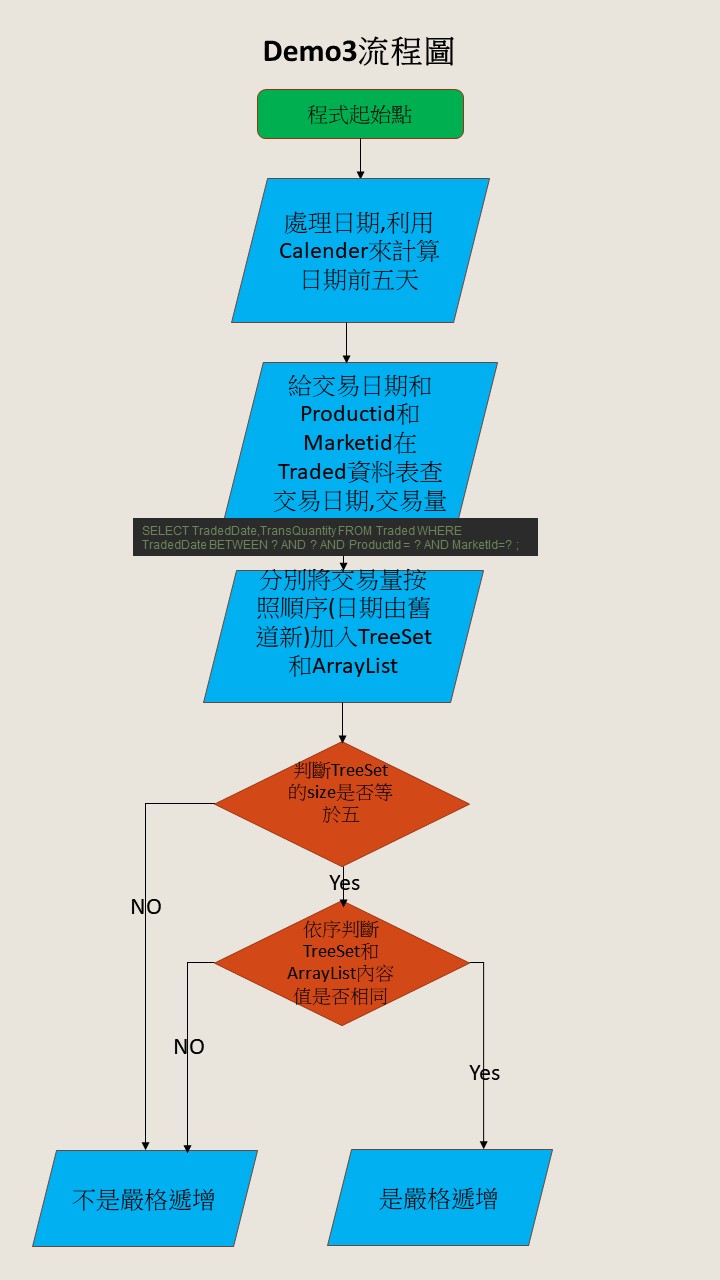 Demo3流程圖
程式起始點
處理日期,利用
Calender來計算
日期前五天
給交易日期和
Productid和
Marketid在
Traded資料表查
交易日期,交易量
SELECT TradedDate,TransQuantity FROM Traded WHERE
TradedDate BETWEEN ? AND ? AND ProductId = ? AND MarketId=? ;
分別將交易量按
照順序(日期由舊
道新)加入TreeSet
和ArrayList
判斷TreeSet
的size是否等
於五
Yes
NO
依序判斷
TreeSet和
ArrayList內容
值是否相同
NO
Yes
不是嚴格遞增
是嚴格遞增